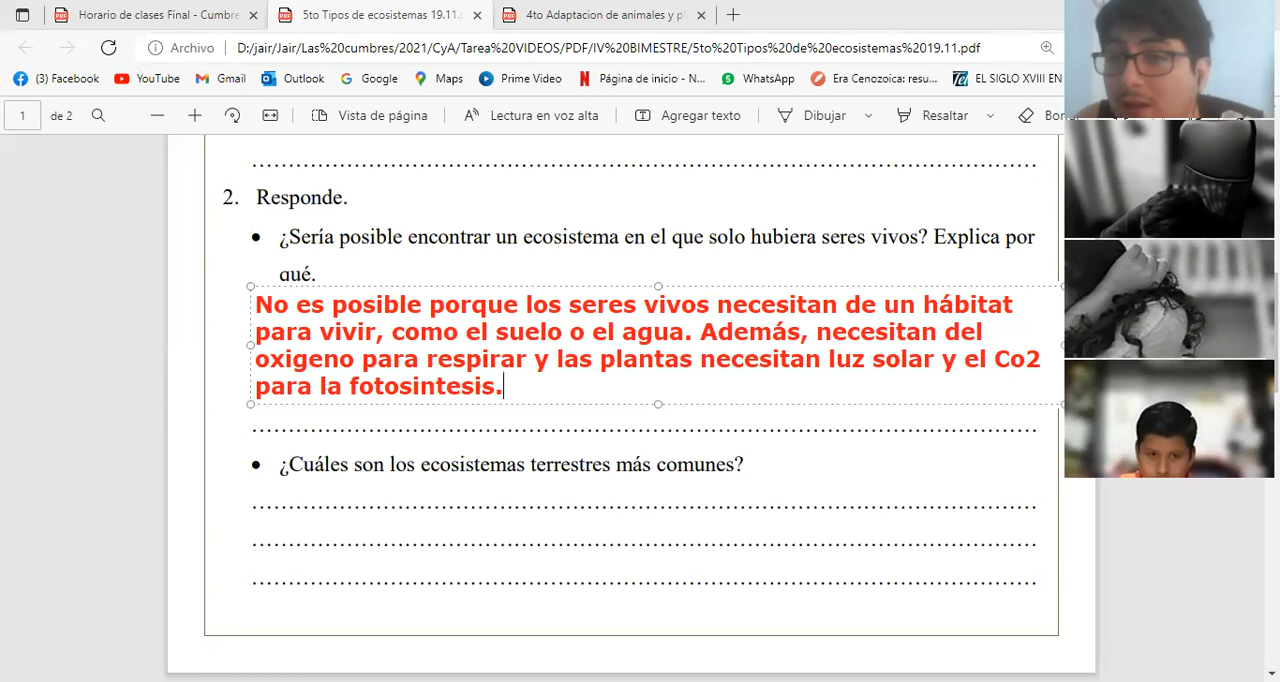 Horario de clases Final - Cumbre
5to Tipos de ecosistemas 19.11.p
4to Adaptacion de animales y pl
Archivo
D:/jair/Jair/Las%20cumbres/2021/CyA/Tarea%20VIDEOS/PDF/IV%20BIMESTRE/5to%20Tipos%20de%20ecosistemas%2019.11.pdf
(3) Facebook
YouTube
Gmail
Outlook
Google
Maps
Prime Video
Página de inicio - N...
WhatsApp
Era Cenozoica: resu...
EL SIGLO XVIII EN
1
de 2
Vista de página
Lectura en voz alta
Agregar texto
Dibujar
Resaltar
2. Responde.
• ¿Sería posible encontrar un ecosistema en el que solo hubiera seres vivos? Explica por
qué.
No es posible porque los seres vivos necesitan de un hábitat
para vivir, como el suelo o el agua. Además, necesitan del
oxigeno para respirar y las plantas necesitan luz solar y el Co2
para la fotosintesis.
• ¿Cuáles son los ecosistemas terrestres más comunes?